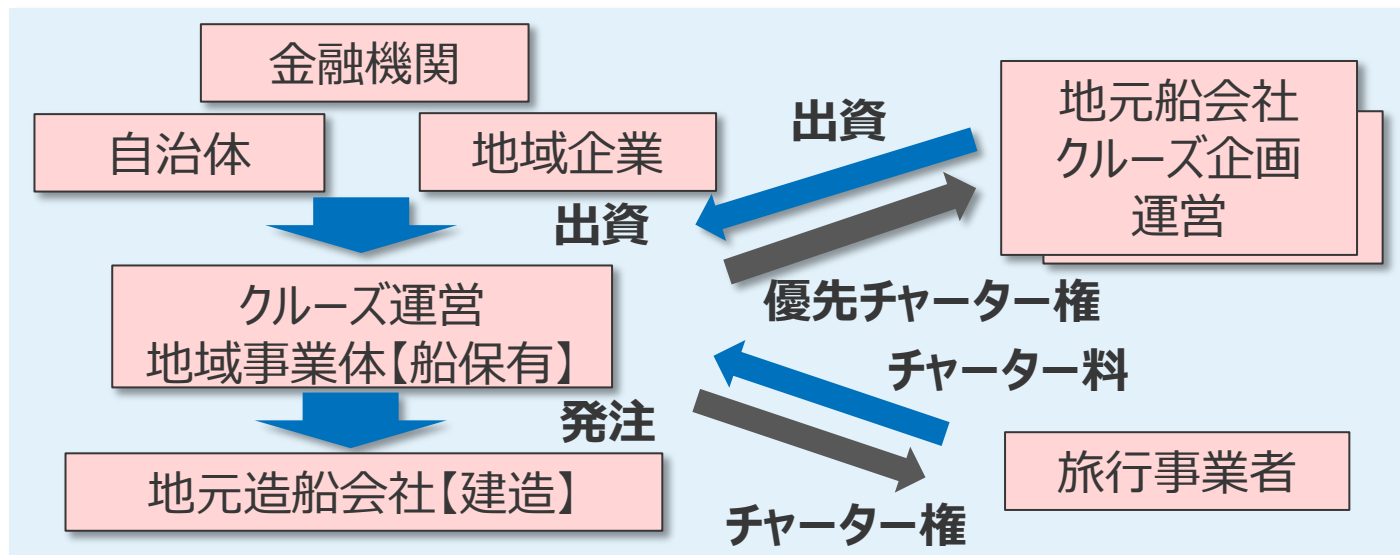 金融機関
自治体
地域企業
出資
地元船会社
クルーズ企画
運営
出資
クルーズ運営
地域事業体【船保有】
優先チャーター権
チャーター料
発注
地元造船会社【建造】
旅行事業者
チャーター権